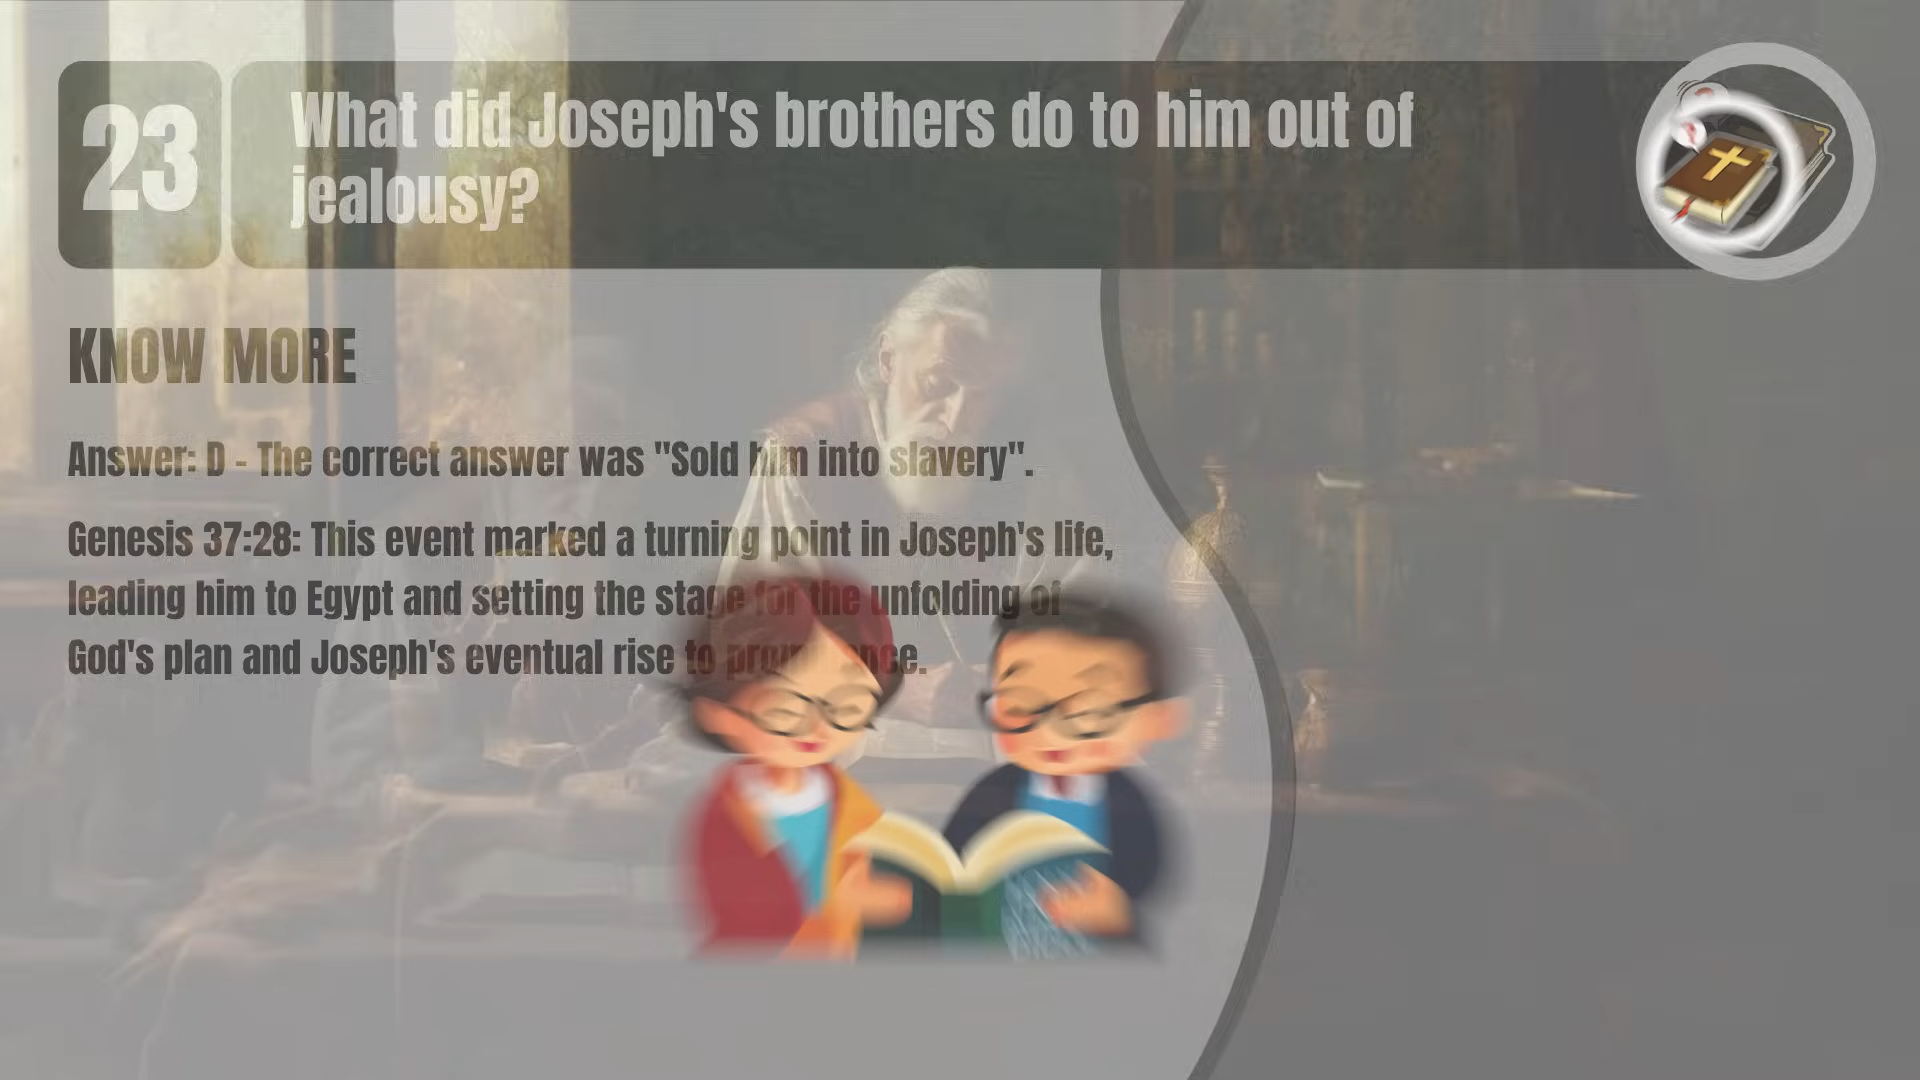 23
What did Joseph's brothers do to him out of
jealousy?
KNOW MORE
Answer: D - The correct answer was "Sold him into slavery".
Genesis 37:28: This event marked a turning point in Joseph's life,
leading him to Egypt and setting the stage for the unfolding of
God's plan and Joseph's eventual rise to prominence.